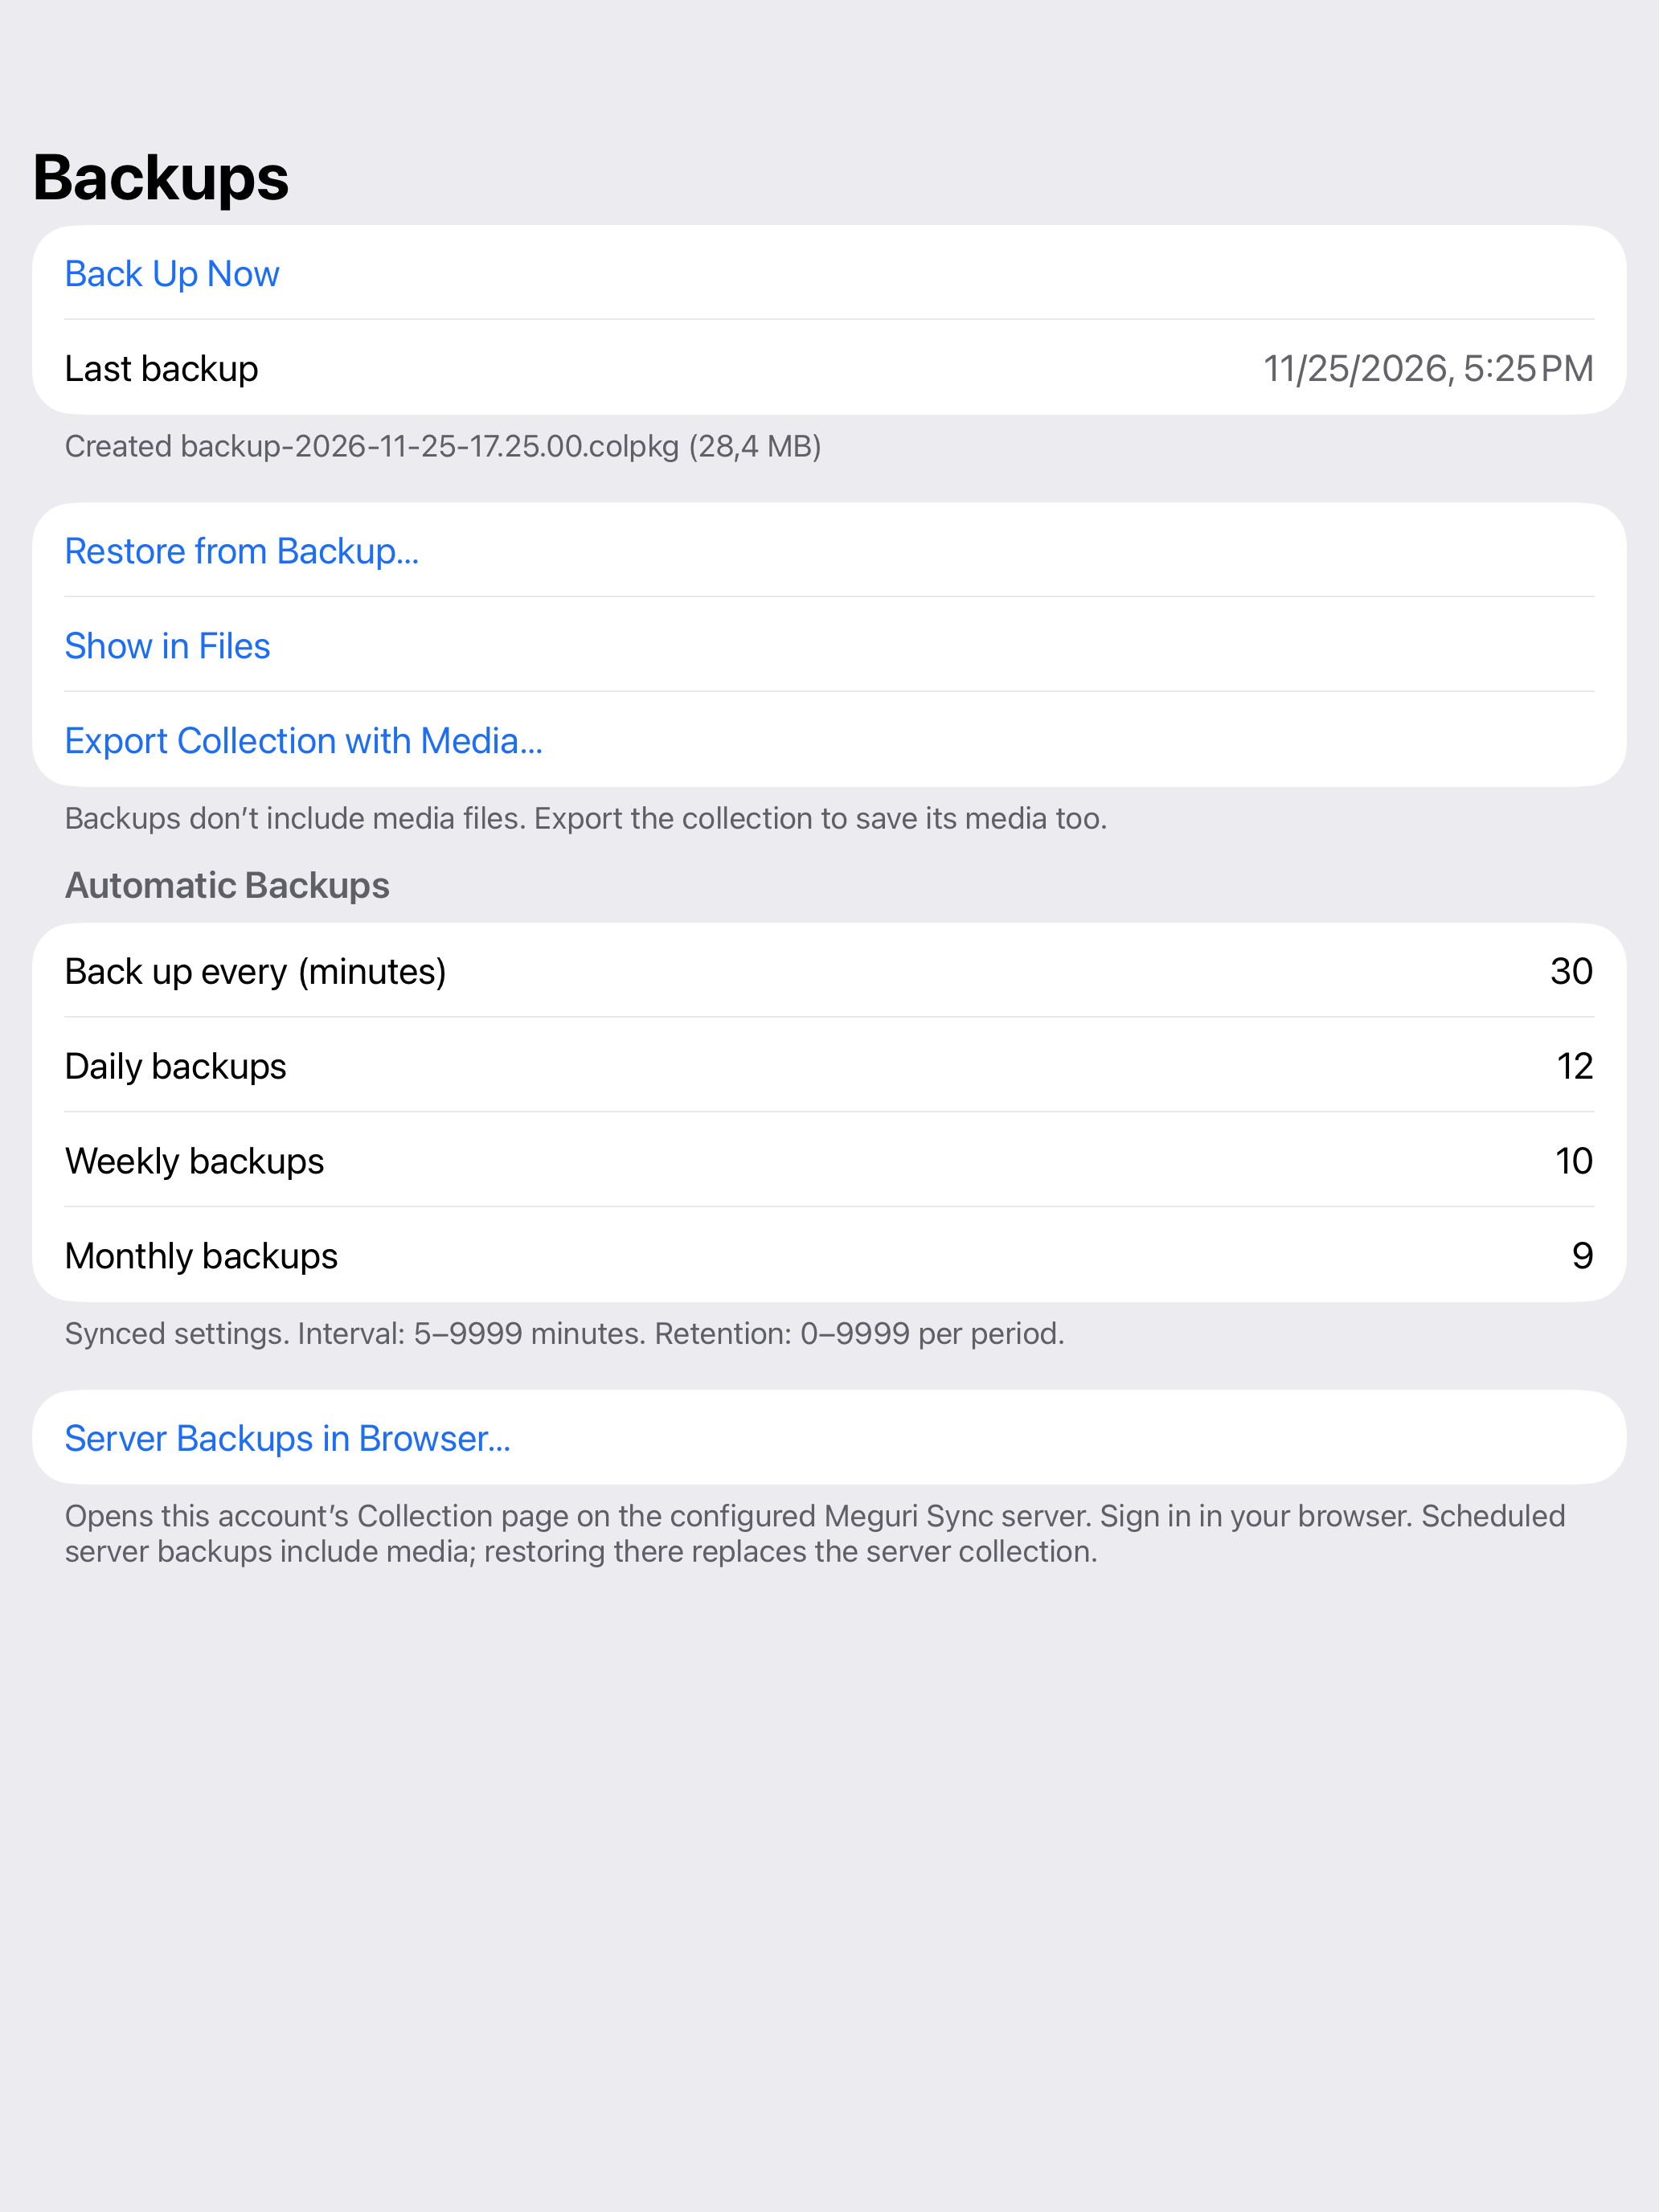 Backups
Back Up Now
Last backup 11/25/2026, 5:25 PM
Created backup-2026-11-25-17.25.00.colpkg (28,4 MB)
Restore from Backup...
Show in Files
Export Collection with Media...
Backups don’t include media files. Export the collection to save its media too.
Automatic Backups
Back up every (minutes) 30
Daily backups 12
Weekly backups 10
Monthly backups 9
Synced settings. Interval: 5–9999 minutes. Retention: 0–9999 per period.
Server Backups in Browser...
Opens this account’s Collection page on the configured Meguri Sync server. Sign in in your browser. Scheduled
server backups include media; restoring there replaces the server collection.